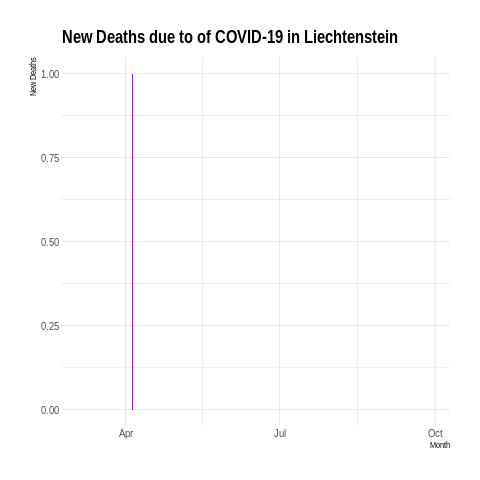 New Deaths due to of COVID-19 in Liechtenstein
New Deaths
1.00
0.75
0.50
0.25
0.00
Apr
Jul
Oct
Month